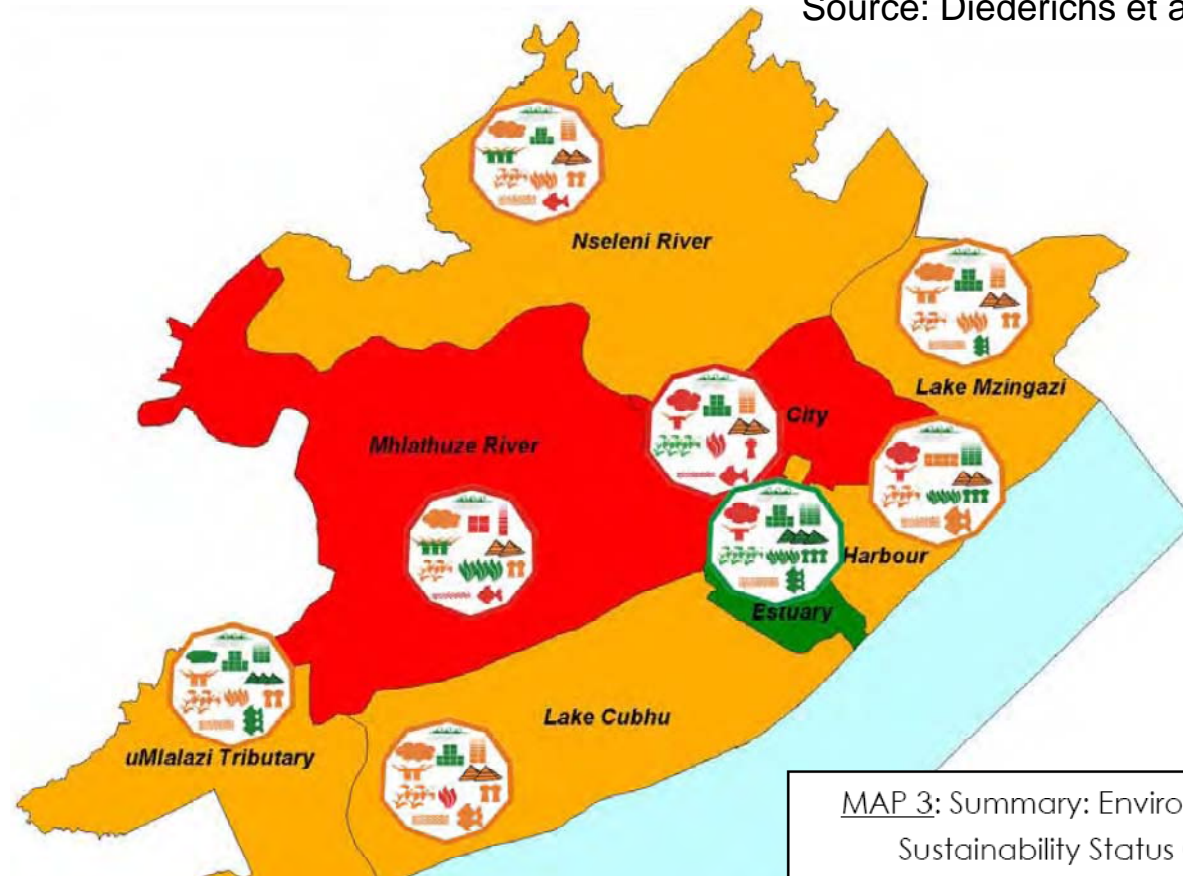 Source: Diederichs et a
Nseleni River
Lake Mzingazi
City
Mhlathuze River
Harbour
Estuary
Lake Cubhu
uMlalazi Tributary
MAP 3: Summary: Enviro
Sustainability Status